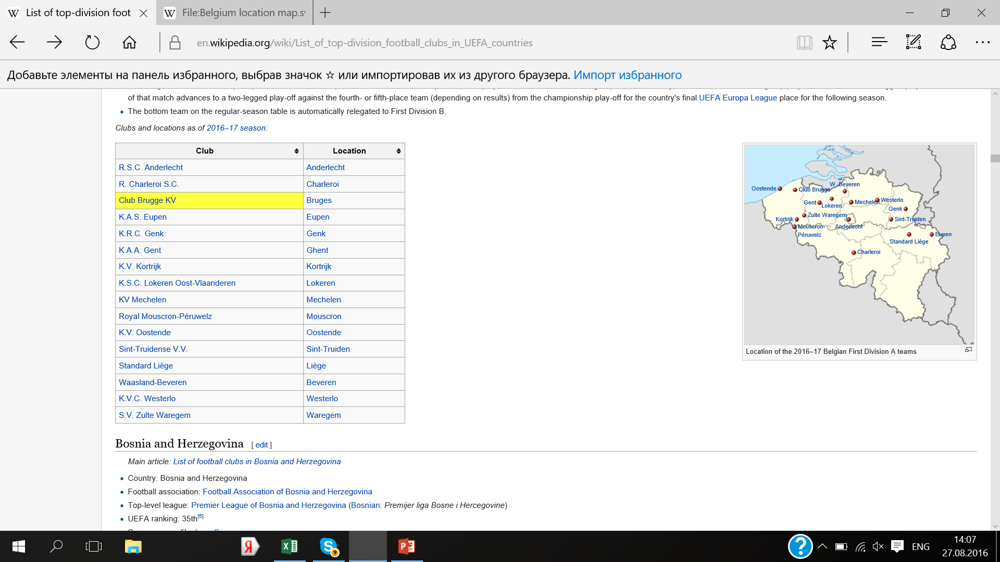 List of top-division foot
File:Belgium location map.sv
en.wikipedia.org/wiki/List_of_top-division_football_clubs_in_UEFA_countries
Добавьте элементы на панель избранного, выбрав значок ☆ или импортировав их из другого браузера. Импорт избранного
of that match advances to a two-legged play-off against the fourth- or fifth-place team (depending on results) from the championship play-off for the country's final UEFA Europa League place for the following season.
• The bottom team on the regular-season table is automatically relegated to First Division B.
Clubs and locations as of 2016–17 season:
Club Location
R.S.C. Anderlecht Anderlecht
R. Charleroi S.C. Charleroi
Club Brugge KV Bruges
K.A.S. Eupen Eupen
K.R.C. Genk Genk
K.A.A. Gent Ghent
K.V. Kortrijk Kortrijk
K.S.C. Lokeren Oost-Vlaanderen Lokeren
KV Mechelen Mechelen
Royal Mouscron-Péruwelz Mouscron
K.V. Oostende Oostende
Sint-Truidense V.V. Sint-Truiden
Standard Liège Liège
Waasland-Beveren Beveren
K.V.C. Westerlo Westerlo
S.V. Zulte Waregem Waregem
W.-Beveren
Oostende
Club Brugge
Westerlo
Gent
Mechelen
Lokeren
Genk
Zulte Waregem
Kortrijk
Sint-Truiden
Mouscron-
Péruwelz
Anderlecht
Eupen
Standard Liège
Charleroi
Location of the 2016–17 Belgian First Division A teams
Bosnia and Herzegovina [ edit ]
Main article: List of football clubs in Bosnia and Herzegovina
• Country: Bosnia and Herzegovina
• Football association: Football Association of Bosnia and Herzegovina
• Top-level league: Premier League of Bosnia and Herzegovina (Bosnian: Premijer liga Bosne i Hercegovine)
• UEFA ranking: 35th[6]
9
ENG
14:07
27.08.2016